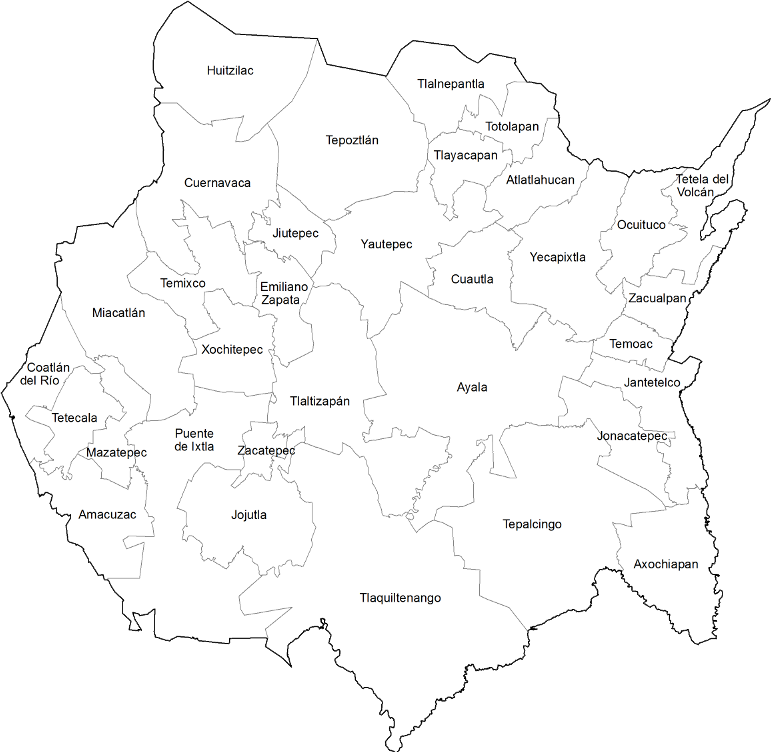 Huitzilac
Tlalnepantla
Totolapan
Tepoztlán
Tlayacapan
Atlatlahucan
Tetela del
Volcán
Cuernavaca
Ocuituco
Jiutepec
Yautepec
Yecapixtla
Cuautla
Temixco
Emiliano
Zapata
Zacualpan
Miacatlán
Temoac
Xochitepec
Coatlán
del Río
Jantetelco
Ayala
Tlaltizapán
Tetecala
Puente
de Ixtla
Jonacatepec
Mazatepec
Zacatepec
Amacuzac
Jojutla
Tepalcingo
Axochiapan
Tlaquiltenango